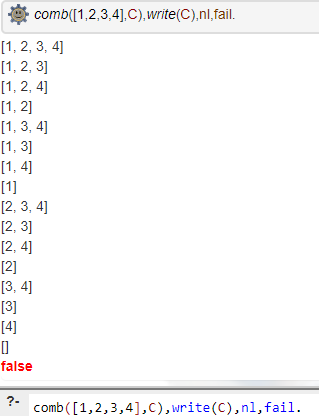 comb([1,2,3,4],C),write(C),nl,fail.
[1, 2, 3, 4]
[1, 2, 3]
[1, 2, 4]
[1, 2]
[1, 3, 4]
[1, 3]
[1, 4]
[1]
[2, 3, 4]
[2, 3]
[2, 4]
[2]
[3, 4]
[3]
[4]
[]
false
?- comb([1,2,3,4],C),write(C),nl,fail.